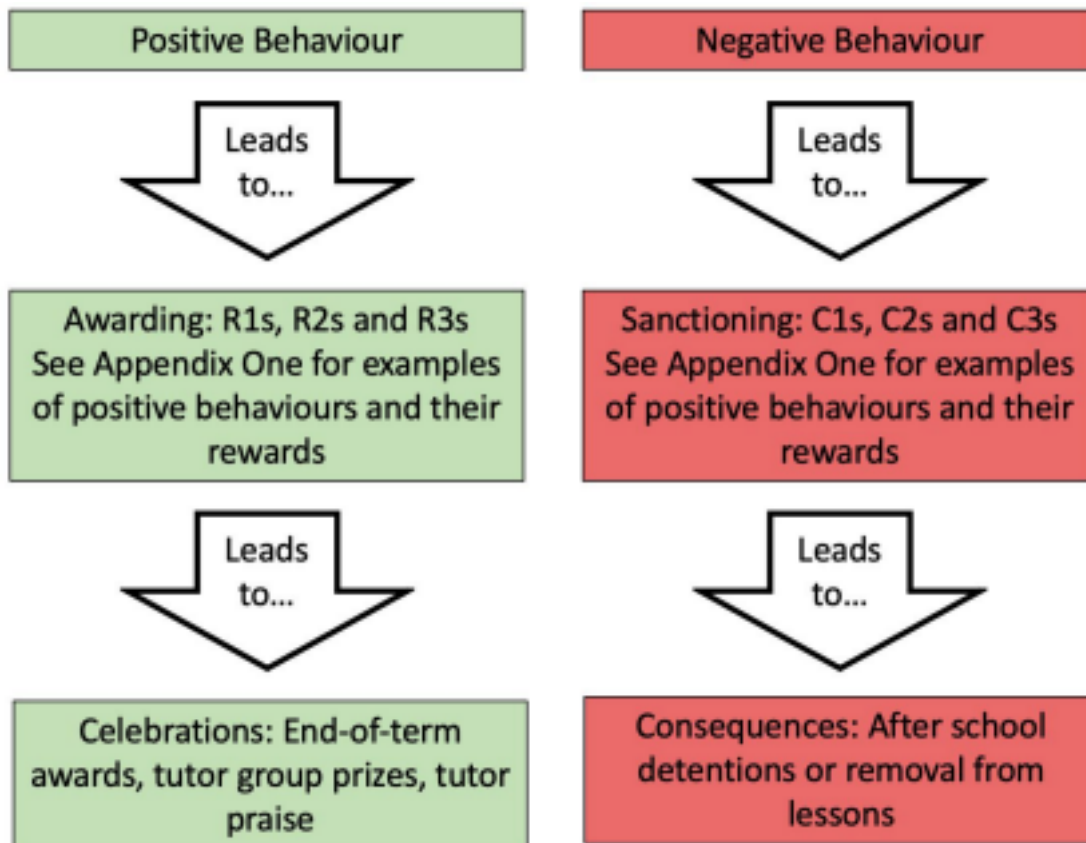 Positive Behaviour
Leads
to...
Awarding: R1s, R2s and R3s
See Appendix One for examples
of positive behaviours and their
rewards
Leads
to...
Celebrations: End-of-term
awards, tutor group prizes, tutor
praise
Negative Behaviour
Leads
to...
Sanctioning: C1s, C2s and C3s
See Appendix One for examples
of positive behaviours and their
rewards
Leads
to...
Consequences: After school
detentions or removal from
lessons